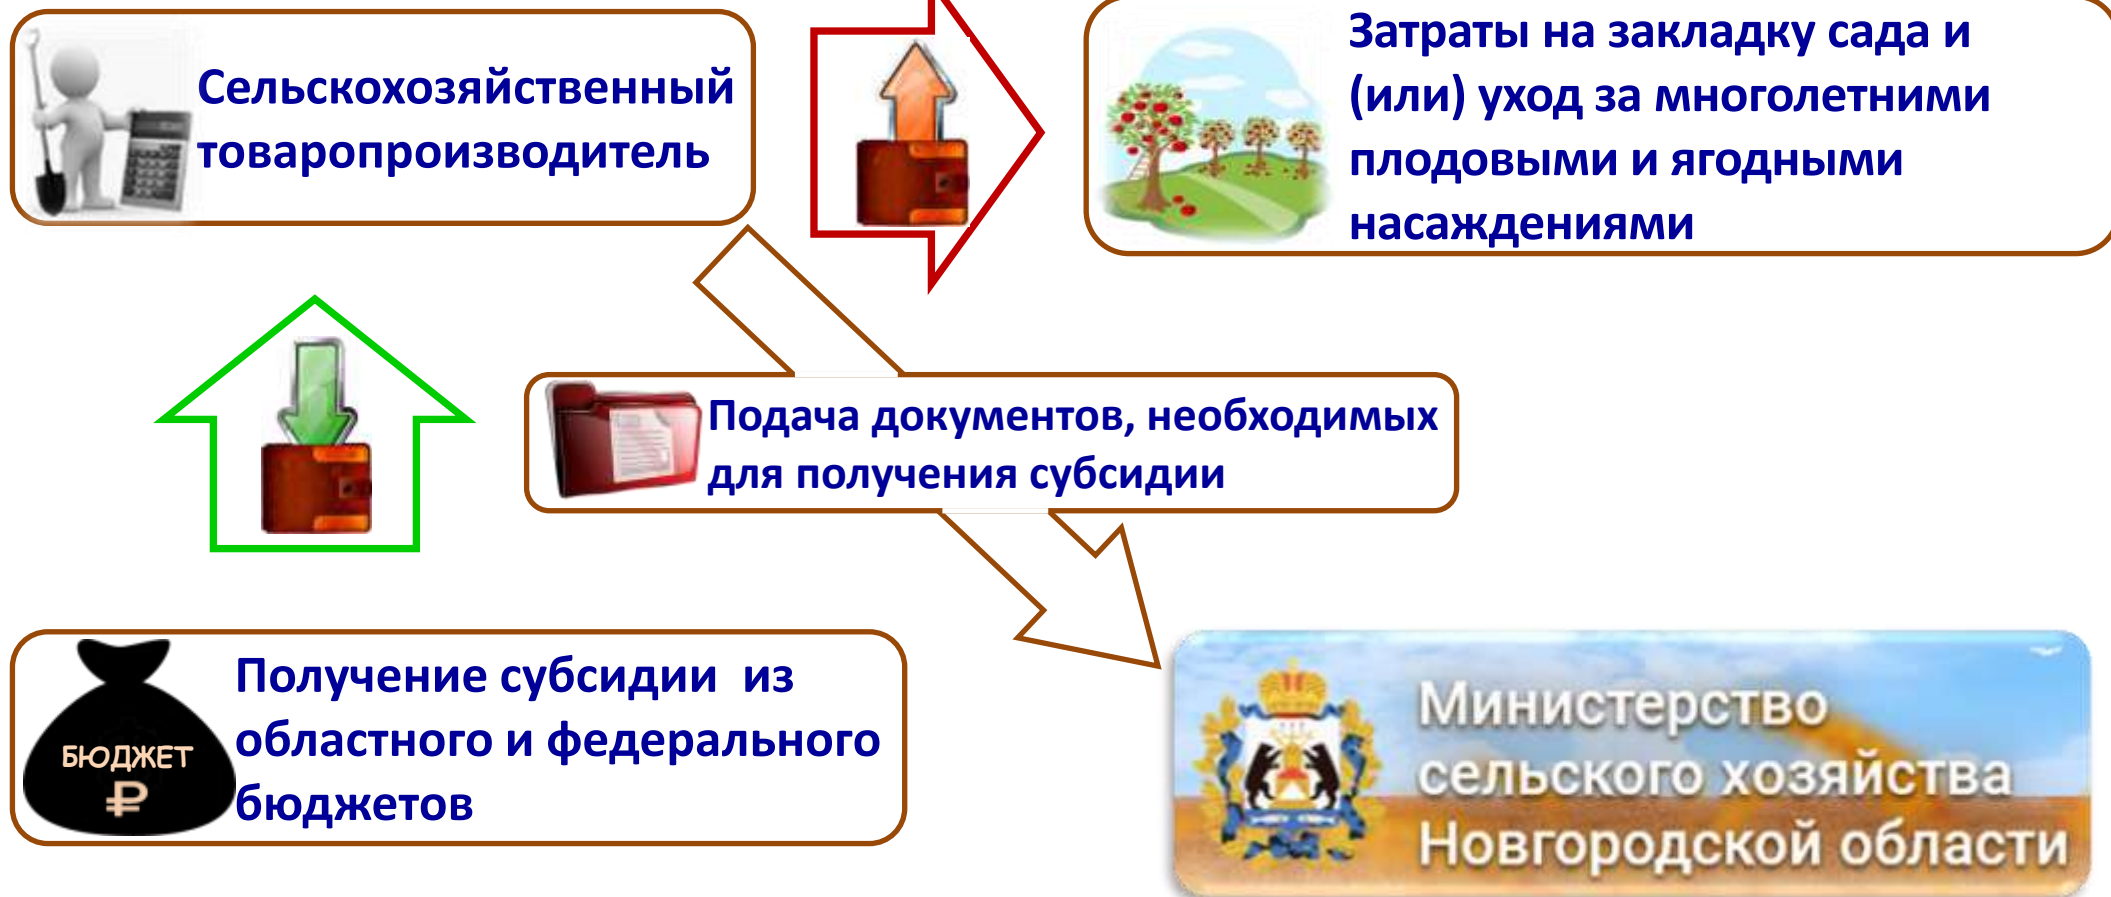 Сельскохозяйственный
товаропроизводитель
Затраты на закладку сада и
(или) уход за многолетними
плодовыми и ягодными
насаждениями
Подача документов, необходимых
для получения субсидии
БЮДЖЕТ
₽
Получение субсидии из
областного и федерального
бюджетов
Министерство
сельского хозяйства
Новгородской области